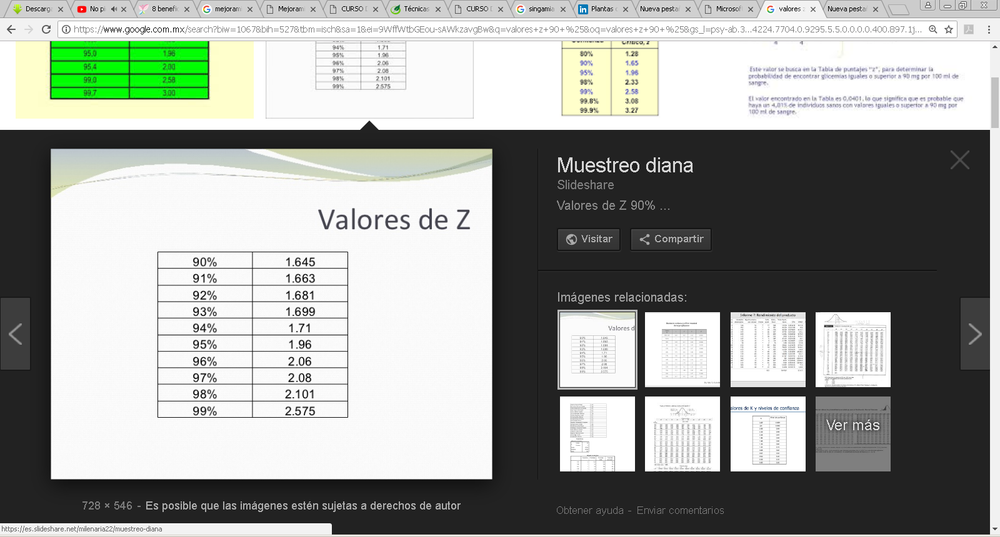 Descarga
No pl
8 benefic
mejorami
Mejorami
CURSO D
Técnicas
CURSO D
singamia
Plantas
Nueva pestañ
Microsoft
valores z
Nueva pestañ
https://www.google.com.mx/search?biw=1067&bih=527&tbm=isch&sa=1&ei=9WffWtbGEou-sAWkzavgBw&q=valores+z+90+%25&oq=valores+z+90+%25&gs_l=psy-ab.3...4224.7704.0.9295.5.5.0.0.0.0.400.897.1j...
95,0 1,96
95,4 2,00
99,0 2,58
99,7 3,00
94% 1.71
95% 1.96
96% 2.06
97% 2.08
98% 2.101
99% 2.575
Crítico, z
80% 1.28
90% 1.65
95% 1.96
98% 2.33
99% 2.58
99.8% 3.08
99.9% 3.27
Este valor se busca en la Tabla de puntajes "z", para determinar la
probabilidad de encontrar glicemias iguales o superior a 90 mg por 100 ml de
sangre.
El valor encontrado en la Tabla es 0,0401, lo que significa que es probable que
haya un 4,01% de individuos sanos con valores iguales o superior a 90 mg por
100 ml de sangre.
Valores de Z
90% 1.645
91% 1.663
92% 1.681
93% 1.699
94% 1.71
95% 1.96
96% 2.06
97% 2.08
98% 2.101
99% 2.575
728 × 546 - Es posible que las imágenes estén sujetas a derechos de autor
Muestreo diana
Slideshare
Valores de Z 90% ...
Visitar
Compartir
Imágenes relacionadas:
Valores d
Informe 7: Rendimiento del producto
alores de K y niveles de confianza
Ver más
Obtener ayuda - Enviar comentarios
https://es.slideshare.net/milenaria22/muestreo-diana